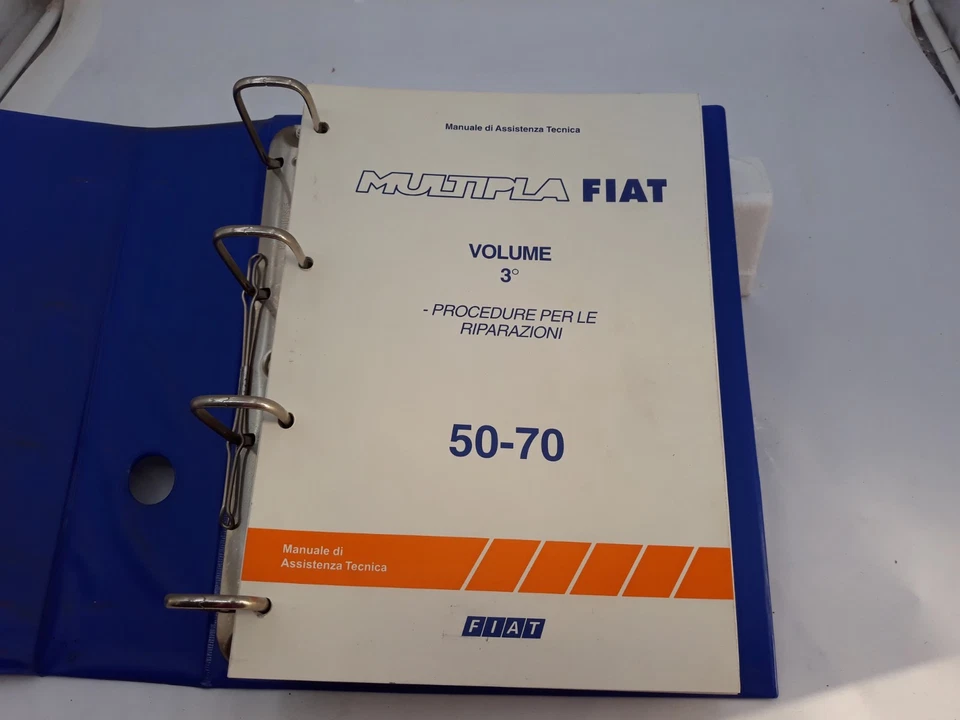 Manuale di Assistenza Tecnica
MULTIPLA FIAT
VOLUME
3°
- PROCEDURE PER LE
RIPARAZIONI
50-70
Manuale di
Assistenza Tecnica
FIAT